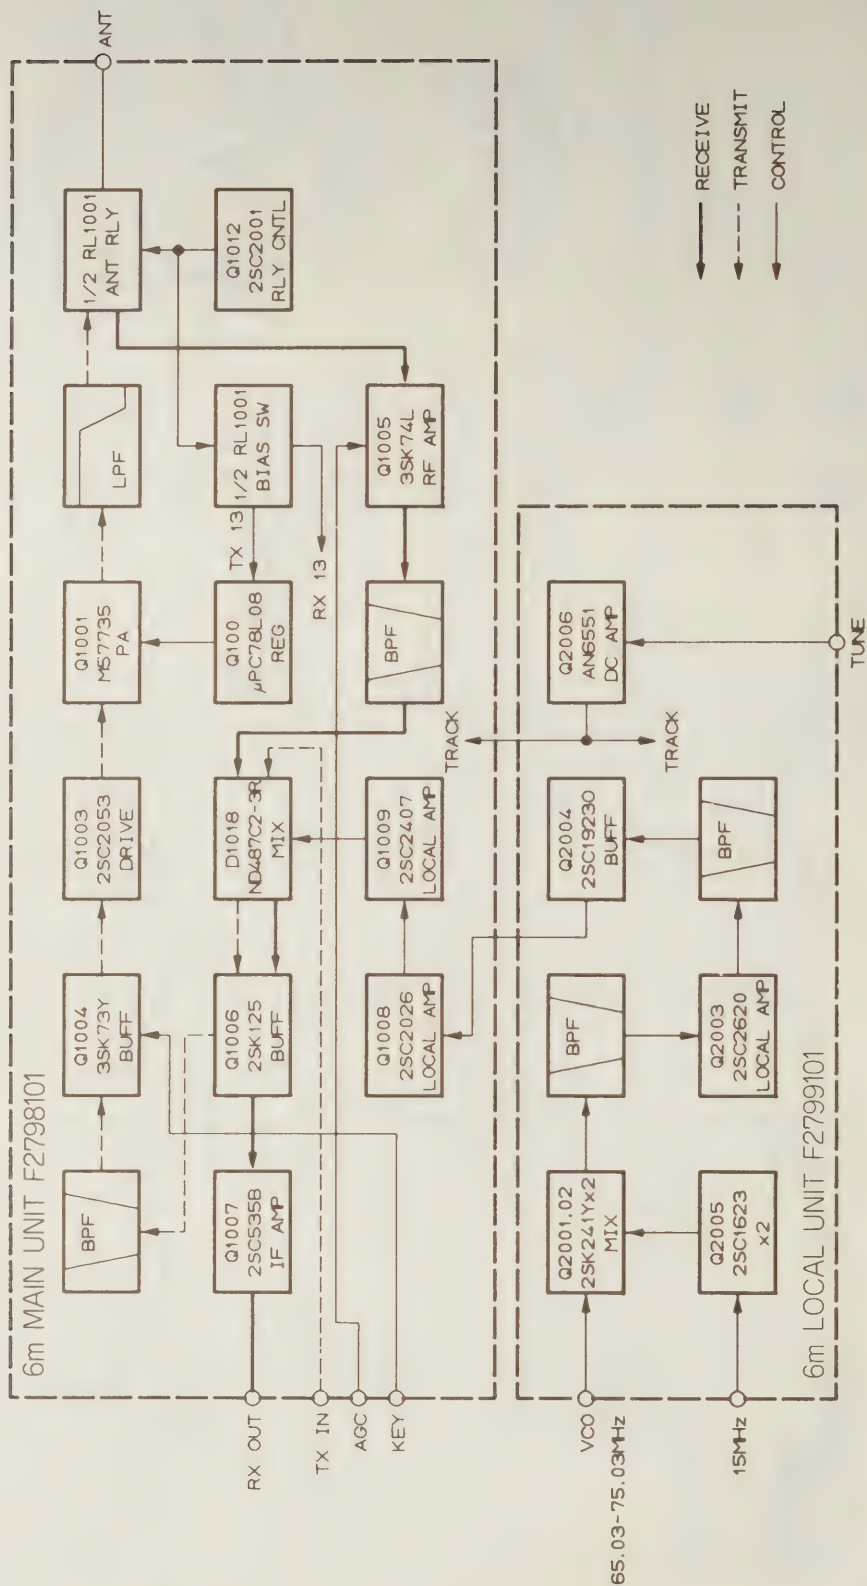 6m MAIN UNIT F2798101
BPF
Q1004
3SK73Y
BUFF
Q1003
2SC2053
DRIVE
Q1001
M57735
PA
LPF
1/2 RL1001
ANT RLY
ANT
Q1007
2SC535B
IF AMP
Q1006
2SK125
BUFF
D1018
ND487C2-3R
MIX
Q100
μPC78L08
REG
TX 13
1/2 RL1001
BIAS SW
Q1012
2SC2001
RLY CNTL
RX 13
Q1008
2SC2026
LOCAL AMP
Q1009
2SC2407
LOCAL AMP
BPF
Q1005
3SK74L
RF AMP
RX OUT
TX IN
AGC
KEY
TRACK
TRACK
VCO
65.03-75.03MHz
15MHz
Q2001.02
2SK241Yx2
MIX
BPF
Q2004
2SC1923O
BUFF
Q2006
AN6551
DC AMP
Q2005
2SC1623
x2
Q2003
2SC2620
LOCAL AMP
BPF
TUNE
6m LOCAL UNIT F2799101
RECEIVE
TRANSMIT
CONTROL